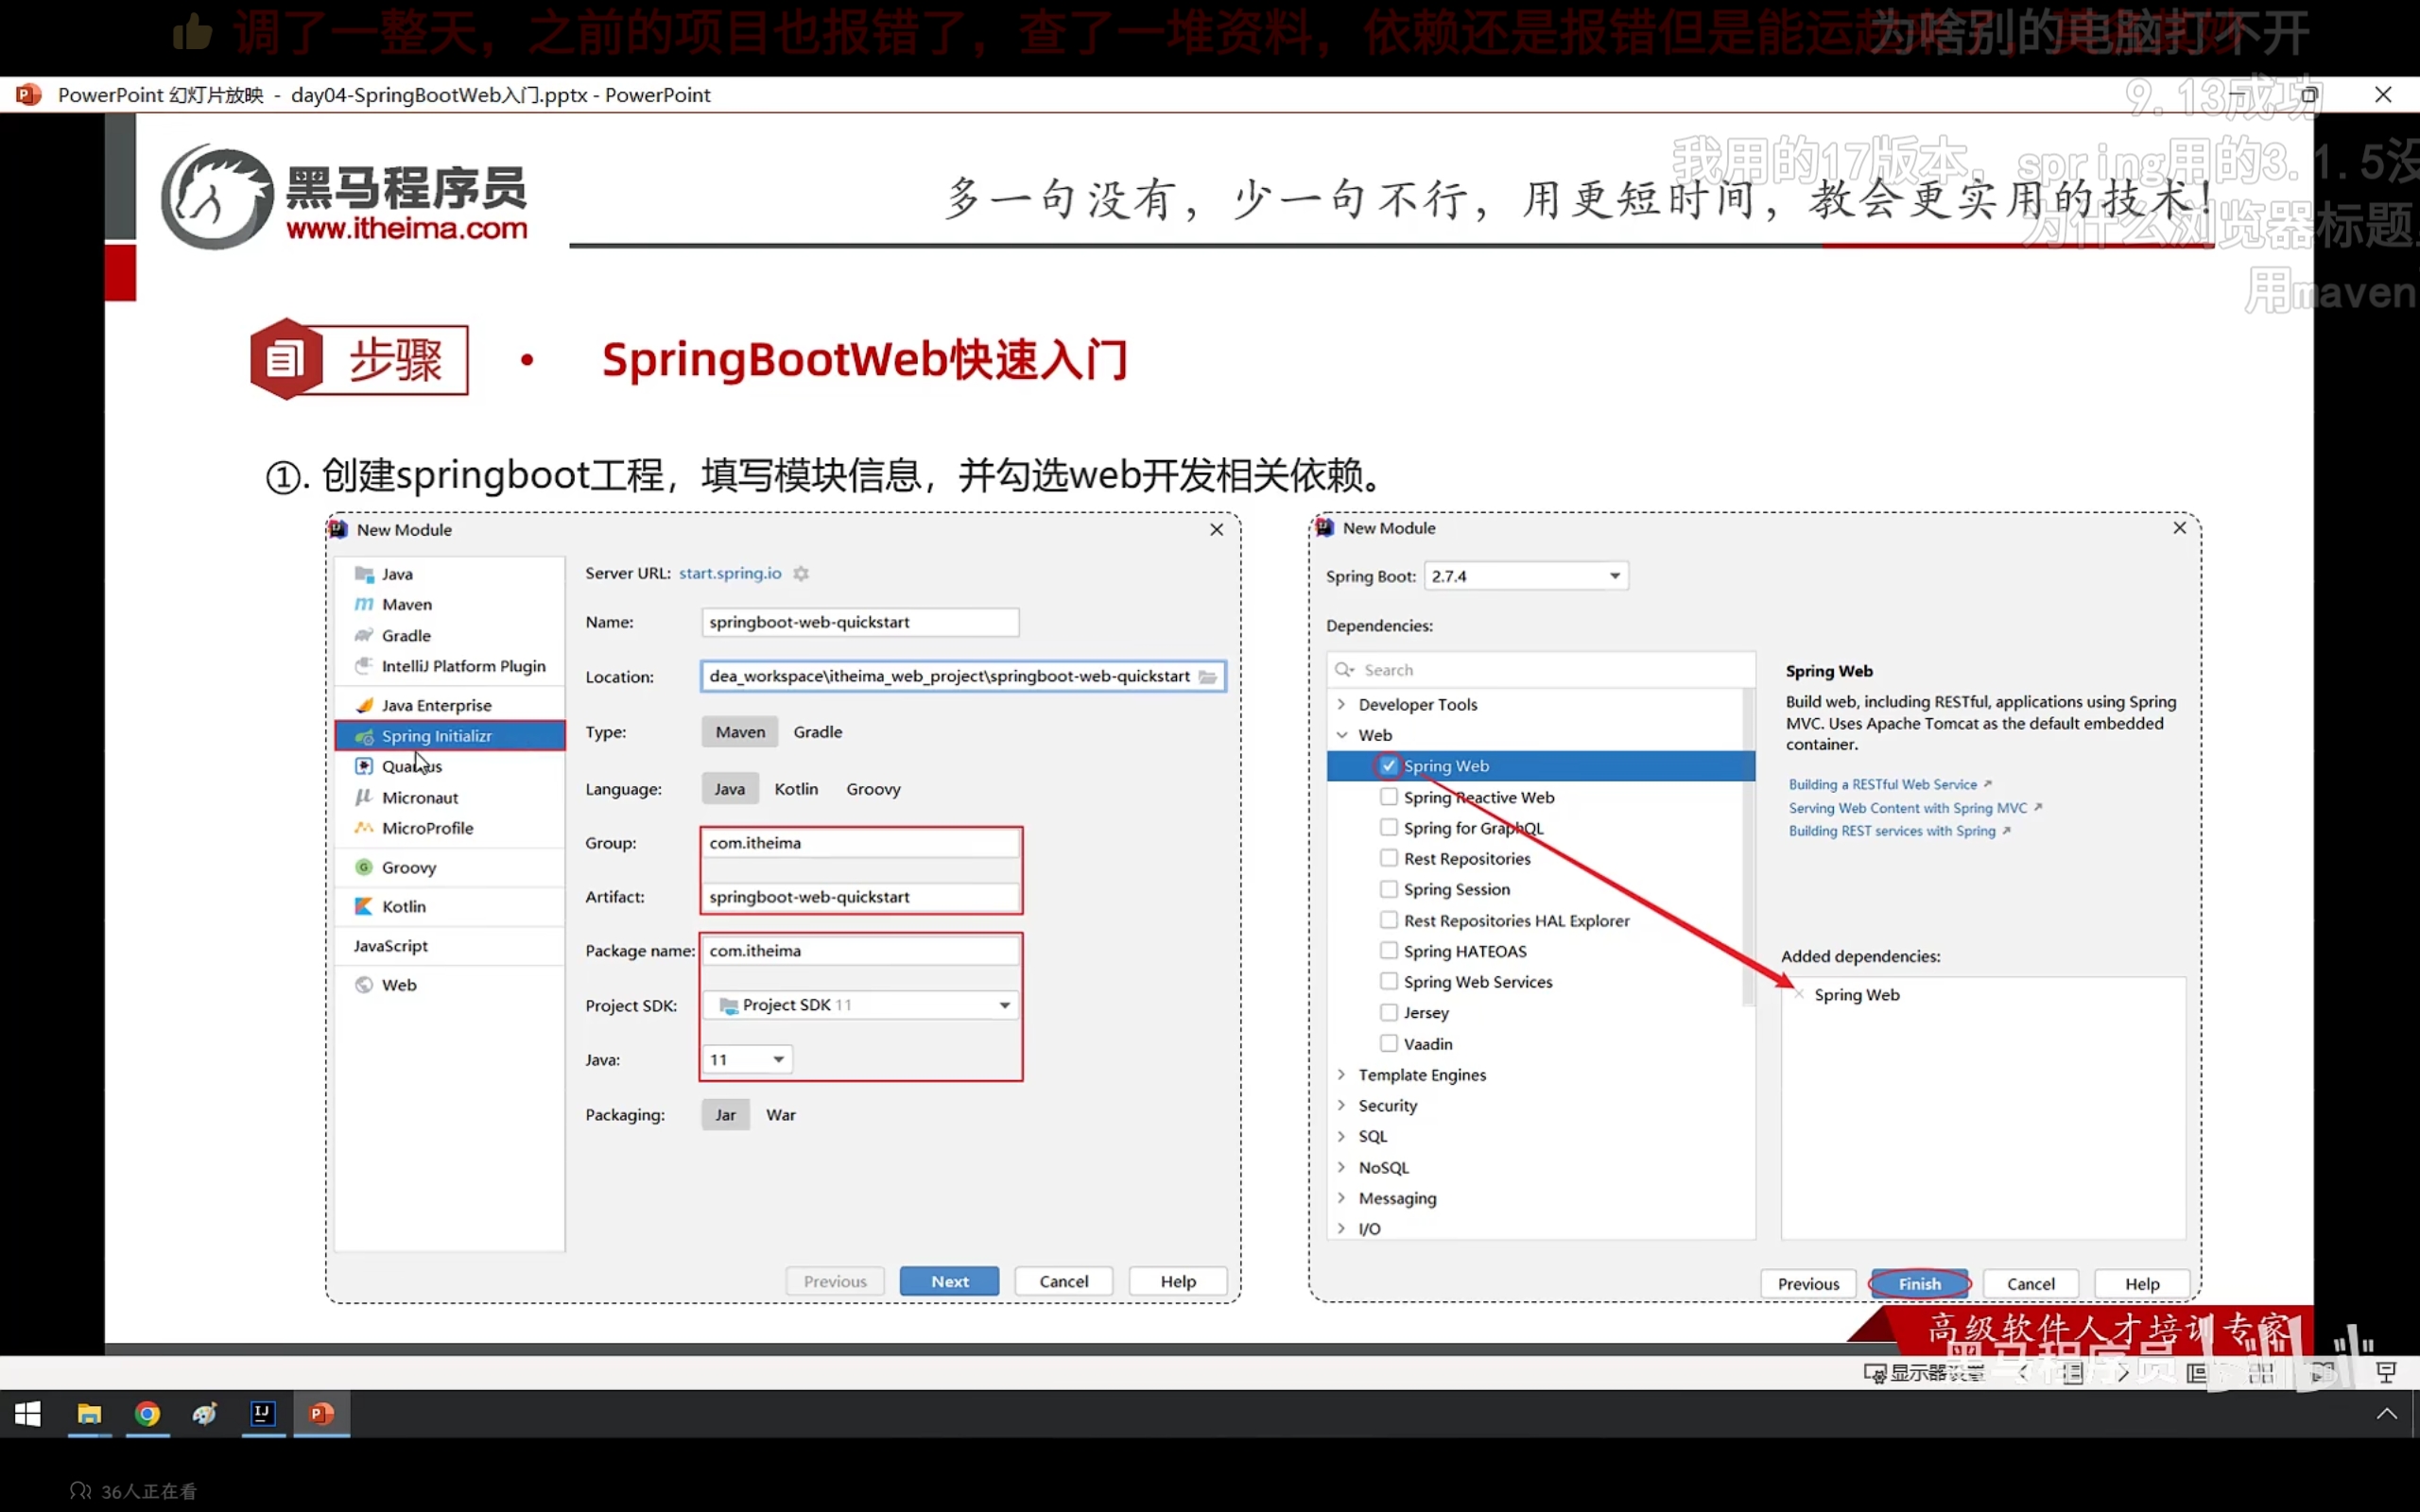 调了一整天，之前的项目也报错了，查了一堆资料，依赖还是报错但是能运
为啥别的电脑打不开
PowerPoint 幻灯片放映 - day04-SpringBootWeb入门.pptx - PowerPoint
9.13成功
我用的17版本，spring用的3.1.5没
黑马程序员
www.itheima.com
多一句没有，少一句不行，用更短时间，教会更实用的技术！
为什么浏览器标题
用maven
步骤
• SpringBootWeb快速入门
①. 创建springboot工程，填写模块信息，并勾选web开发相关依赖。
New Module
Java
Maven
Gradle
IntelliJ Platform Plugin
Java Enterprise
Spring Initializr
Quarkus
Micronaut
MicroProfile
Groovy
Kotlin
JavaScript
Web
Server URL: start.spring.io
Name: springboot-web-quickstart
Location: dea_workspace\itheima_web_project\springboot-web-quickstart
Type: Maven Gradle
Language: Java Kotlin Groovy
Group: com.itheima
Artifact: springboot-web-quickstart
Package name: com.itheima
Project SDK: Project SDK 11
Java: 11
Packaging: Jar War
Previous Next Cancel Help
New Module
Spring Boot: 2.7.4
Dependencies:
Search
Developer Tools
Web
Spring Web
Spring Reactive Web
Spring for GraphQL
Rest Repositories
Spring Session
Rest Repositories HAL Explorer
Spring HATEOAS
Spring Web Services
Jersey
Vaadin
Template Engines
Security
SQL
NoSQL
Messaging
I/O
Spring Web
Build web, including RESTful, applications using Spring
MVC. Uses Apache Tomcat as the default embedded
container.
Building a RESTful Web Service
Serving Web Content with Spring MVC
Building REST services with Spring
Added dependencies:
Spring Web
Previous Finish Cancel Help
高级软件人才培训专家
黑马程序员
显示器设置
36人正在看